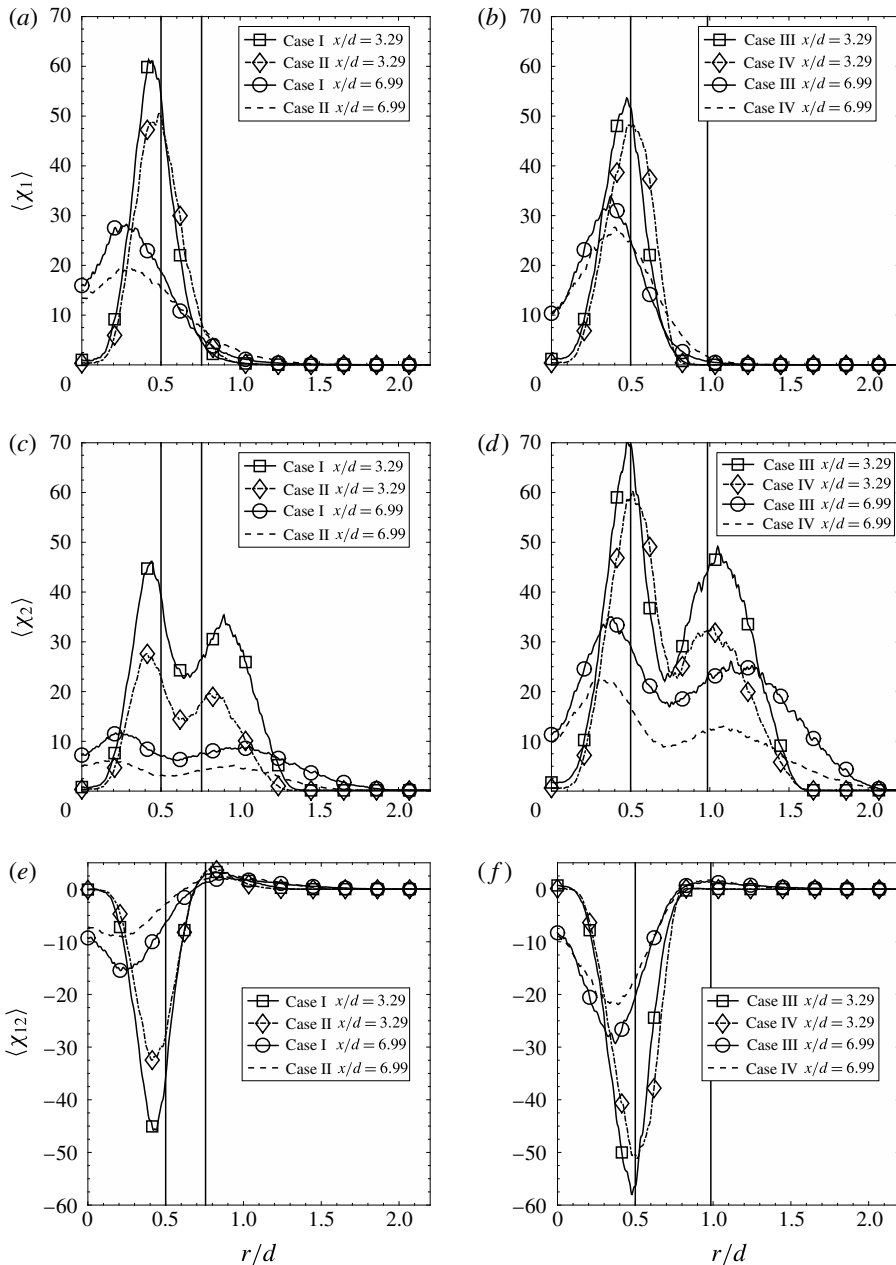 (a)
⟨χ1⟩
70
60
50
40
30
20
10
0
0.5
1.0
1.5
2.0
Case I x/d = 3.29
Case II x/d = 3.29
Case I x/d = 6.99
Case II x/d = 6.99
(b)
70
60
50
40
30
20
10
0
0.5
1.0
1.5
2.0
Case III x/d = 3.29
Case IV x/d = 3.29
Case III x/d = 6.99
Case IV x/d = 6.99
(c)
⟨χ2⟩
70
60
50
40
30
20
10
0
0.5
1.0
1.5
2.0
Case I x/d = 3.29
Case II x/d = 3.29
Case I x/d = 6.99
Case II x/d = 6.99
(d)
70
60
50
40
30
20
10
0
0.5
1.0
1.5
2.0
Case III x/d = 3.29
Case IV x/d = 3.29
Case III x/d = 6.99
Case IV x/d = 6.99
(e)
⟨χ12⟩
0
−10
−20
−30
−40
−50
−60
0
0.5
1.0
1.5
2.0
r/d
Case I x/d = 3.29
Case II x/d = 3.29
Case I x/d = 6.99
Case II x/d = 6.99
(f)
0
−10
−20
−30
−40
−50
−60
0
0.5
1.0
1.5
2.0
r/d
Case III x/d = 3.29
Case IV x/d = 3.29
Case III x/d = 6.99
Case IV x/d = 6.99